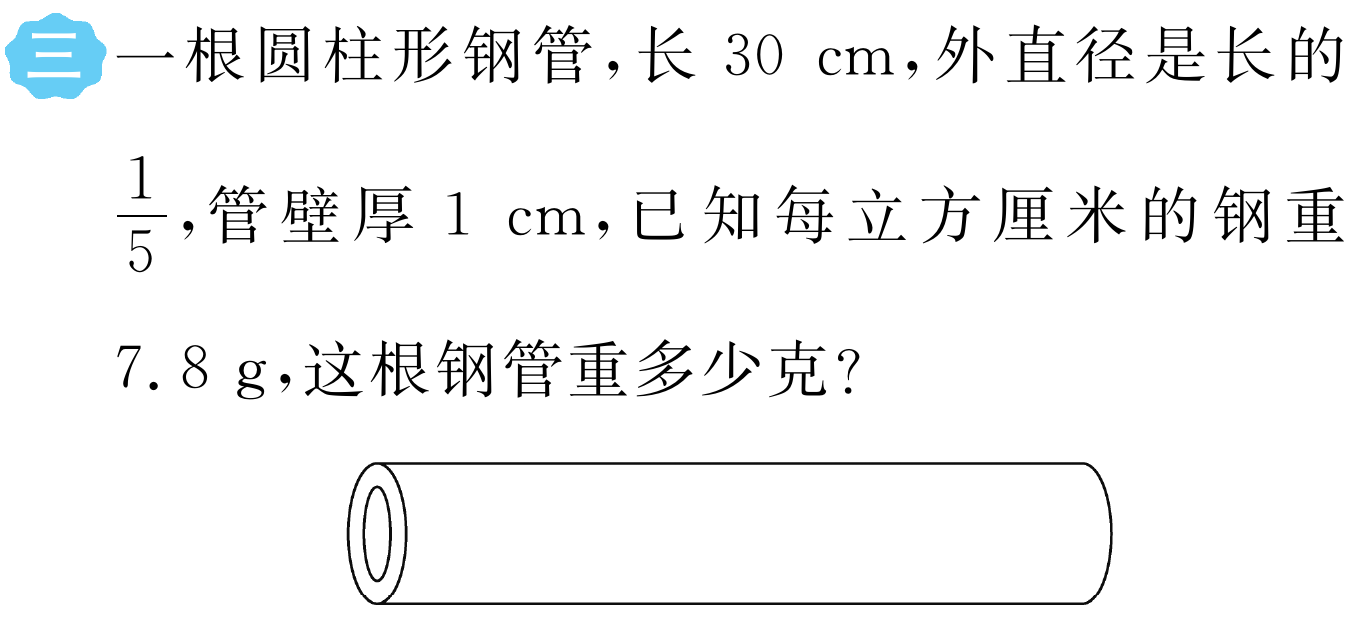 三 一根圆柱形钢管,长 30 cm,外直径是长的
1/5,管壁厚 1 cm,已知每立方厘米的钢重
7.8 g,这根钢管重多少克?